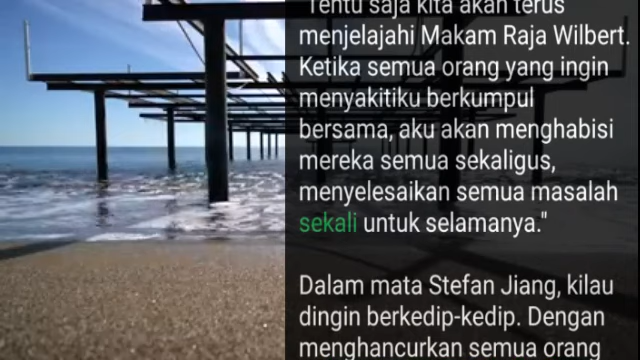 "Tentu saja kita akan terus
menjelajahi Makam Raja Wilbert.
Ketika semua orang yang ingin
menyakitiku berkumpul
bersama, aku akan menghabisi
mereka semua sekaligus,
menyelesaikan semua masalah
sekali untuk selamanya."
Dalam mata Stefan Jiang, kilau
dingin berkedip-kedip. Dengan
menghancurkan semua orang